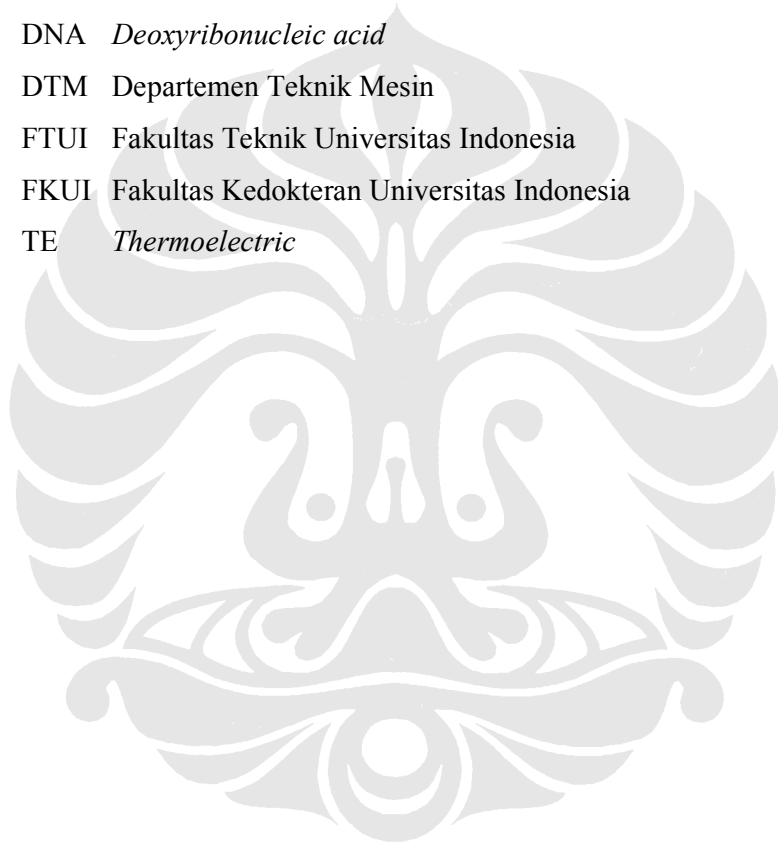 DNA Deoxyribonucleic acid
DTM Departemen Teknik Mesin
FTUI Fakultas Teknik Universitas Indonesia
FKUI Fakultas Kedokteran Universitas Indonesia
TE Thermoelectric